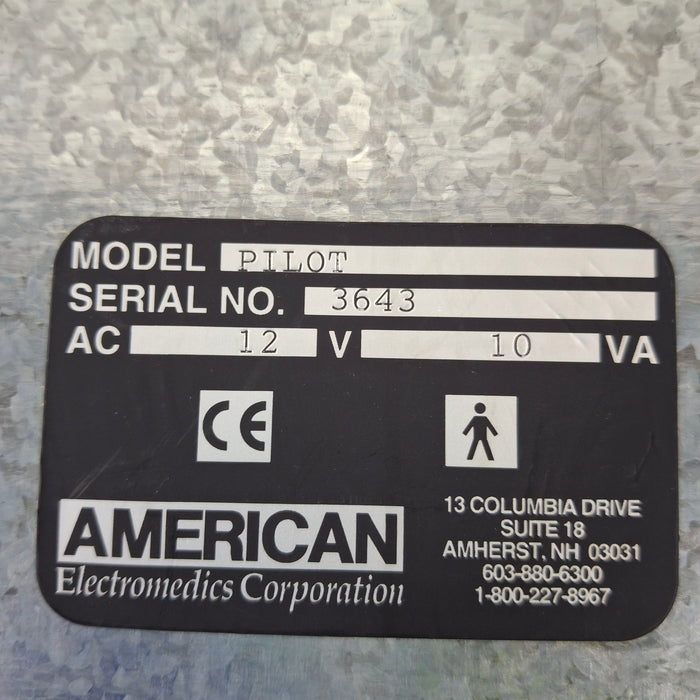 MODEL PILOT
SERIAL NO. 3643
AC 12 V 10 VA
CE
AMERICAN
Electromedics Corporation
13 COLUMBIA DRIVE
SUITE 18
AMHERST, NH 03031
603-880-6300
1-800-227-8967